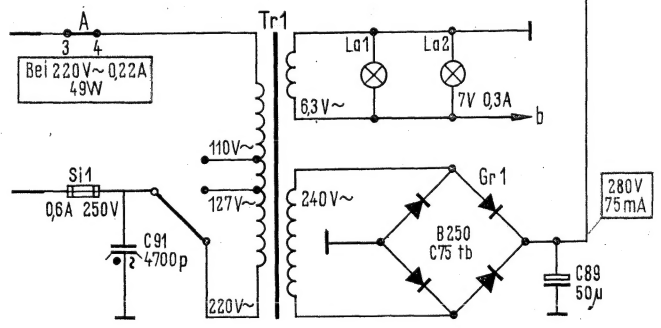 A
Tr1
3 4
Bei 220V~ 0,22A
49W
La1
La2
6,3V~
7V 0,3A
b
110V~
Si1
127V~
240V~
Gr1
280V
75mA
0,6A 250V
C91
4700p
~
B250
C75 tb
C89
50µ
220V~